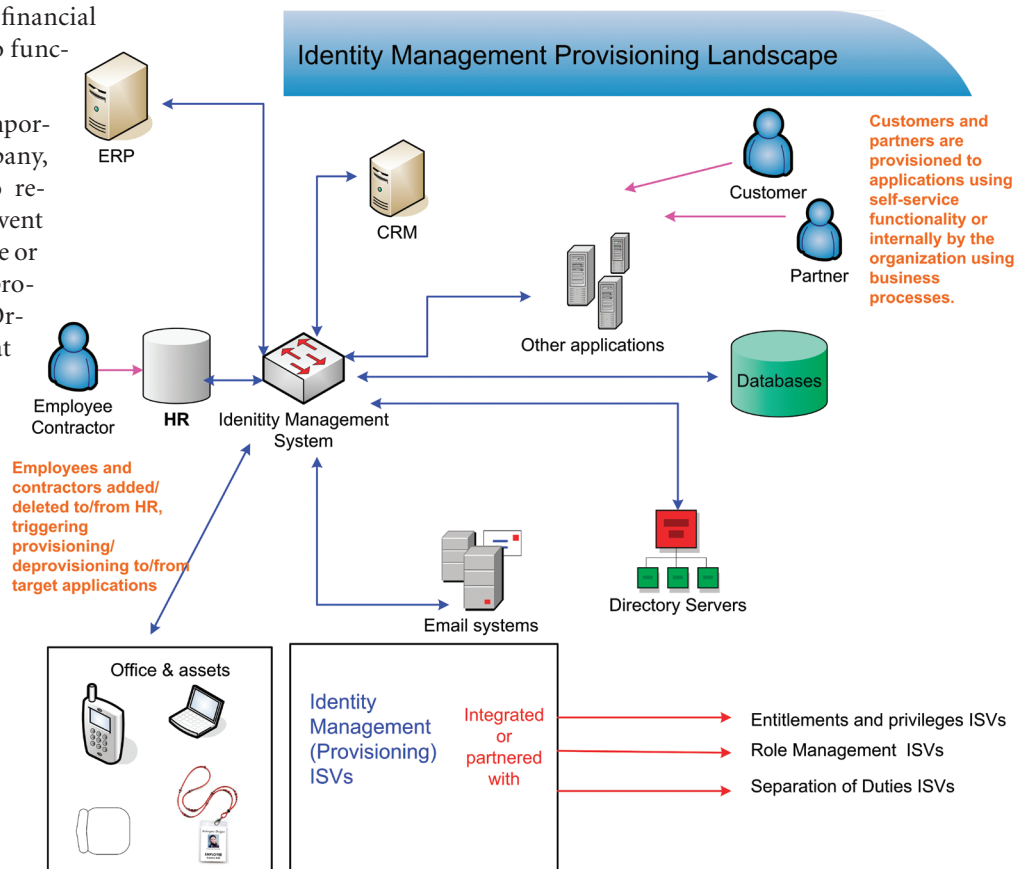 financial
o func-
mpor-
pany,
o re-
event
e or
pro-
Or-
at
Identity Management Provisioning Landscape
ERP
CRM
Customer
Partner
Customers and
partners are
provisioned to
applications using
self-service
functionality or
internally by the
organization using
business
processes.
Other applications
Databases
Employee
Contractor
HR
Idenitity Management
System
Employees and
contractors added/
deleted to/from HR,
triggering
provisioning/
deprovisioning to/from
target applications
Email systems
Directory Servers
Office & assets
Identity
Management
(Provisioning)
ISVs
Integrated
or
partnered
with
Entitlements and privileges ISVs
Role Management ISVs
Separation of Duties ISVs